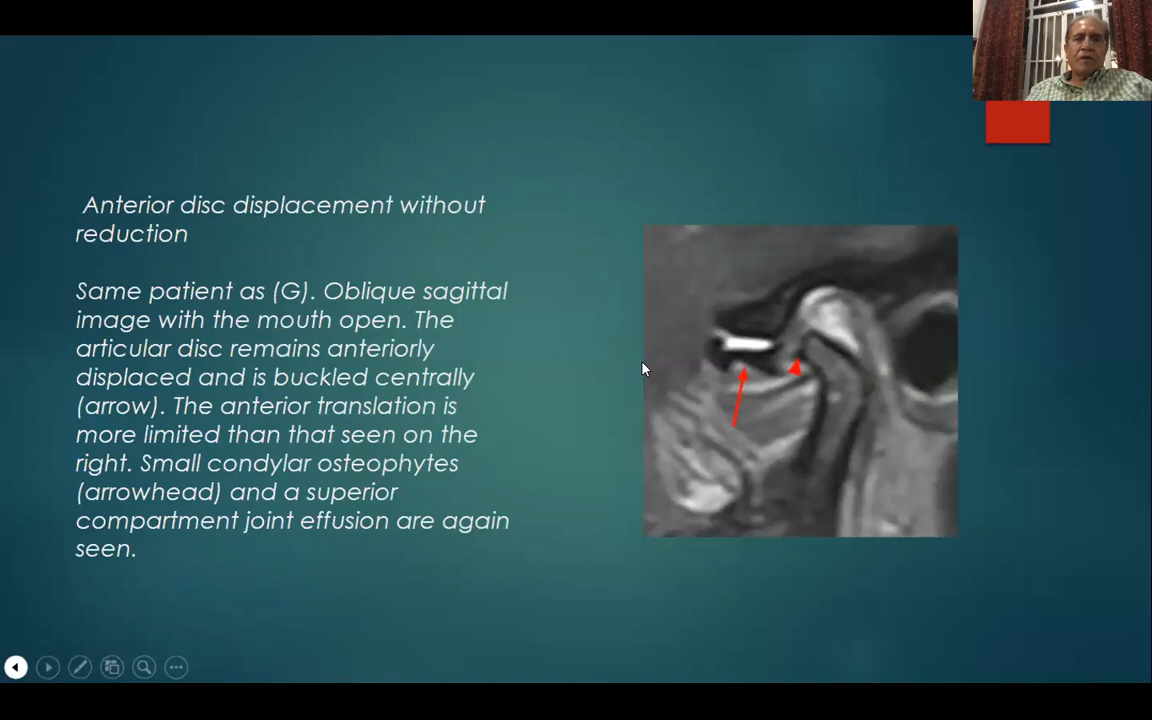 Anterior disc displacement without
reduction
Same patient as (G). Oblique sagittal
image with the mouth open. The
articular disc remains anteriorly
displaced and is buckled centrally
(arrow). The anterior translation is
more limited than that seen on the
right. Small condylar osteophytes
(arrowhead) and a superior
compartment joint effusion are again
seen.